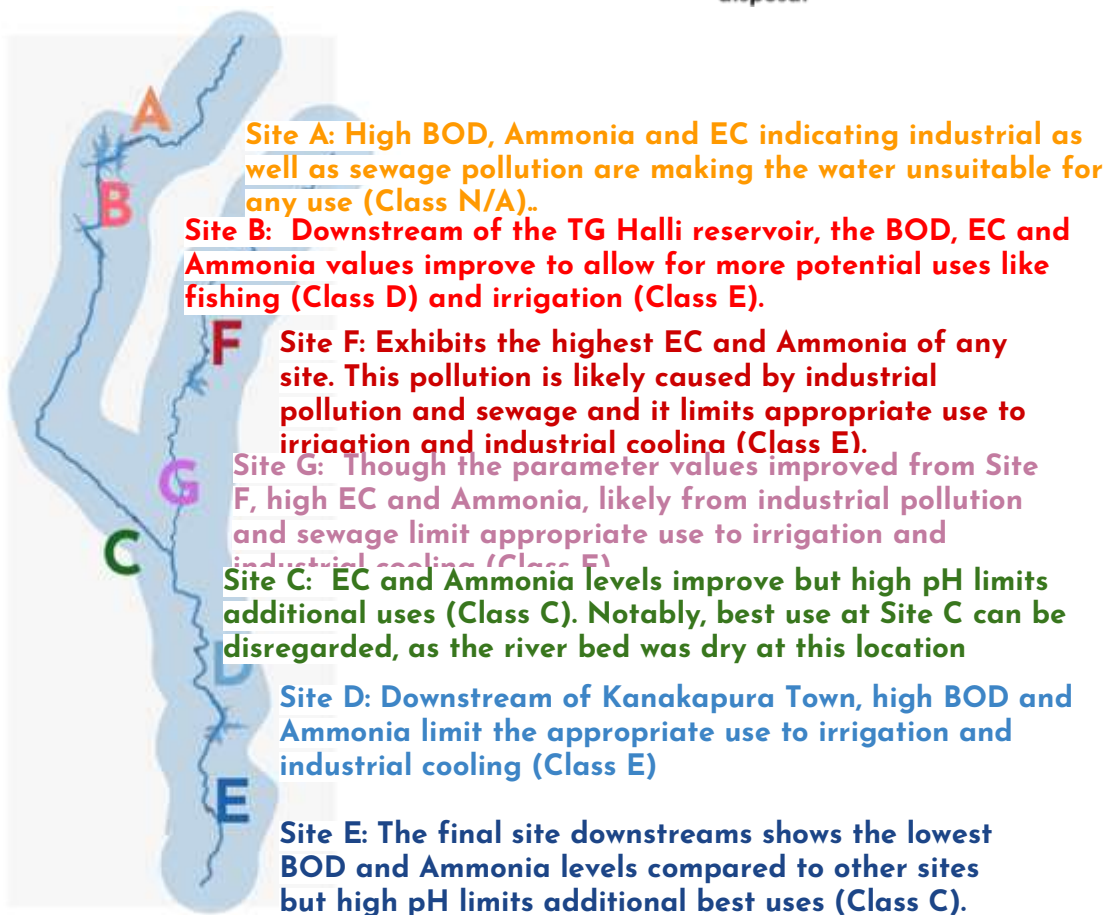 disposal
A
Site A: High BOD, Ammonia and EC indicating industrial as
well as sewage pollution are making the water unsuitable for
any use (Class N/A)..
B
Site B: Downstream of the TG Halli reservoir, the BOD, EC and
Ammonia values improve to allow for more potential uses like
fishing (Class D) and irrigation (Class E).
F
Site F: Exhibits the highest EC and Ammonia of any
site. This pollution is likely caused by industrial
pollution and sewage and it limits appropriate use to
irrigation and industrial cooling (Class E).
G
Site G: Though the parameter values improved from Site
F, high EC and Ammonia, likely from industrial pollution
and sewage limit appropriate use to irrigation and
industrial cooling (Class E)
C
Site C: EC and Ammonia levels improve but high pH limits
additional uses (Class C). Notably, best use at Site C can be
disregarded, as the river bed was dry at this location
D
Site D: Downstream of Kanakapura Town, high BOD and
Ammonia limit the appropriate use to irrigation and
industrial cooling (Class E)
E
Site E: The final site downstreams shows the lowest
BOD and Ammonia levels compared to other sites
but high pH limits additional best uses (Class C).